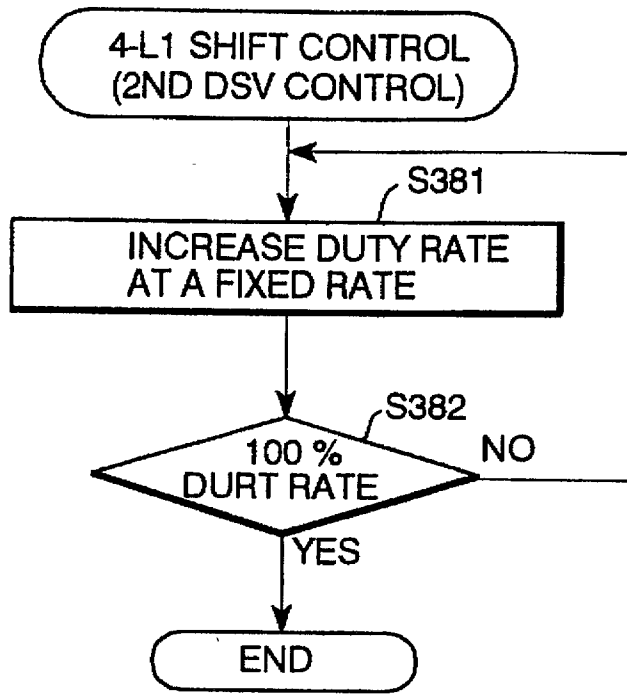 4-L1 SHIFT CONTROL
(2ND DSV CONTROL)
S381
INCREASE DUTY RATE
AT A FIXED RATE
S382
100 %
DURT RATE
NO
YES
END